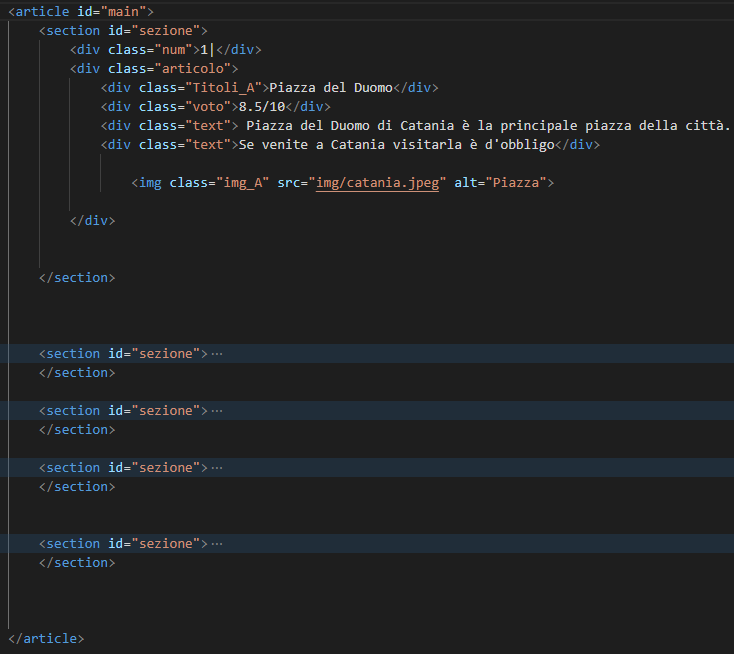 <article id="main">
<section id="sezione">
<div class="num">1</div>
<div class="articolo">
<div class="Titoli_A">Piazza del Duomo</div>
<div class="voto">8.5/10</div>
<div class="text"> Piazza del Duomo di Catania è la principale piazza della città.
<div class="text">Se venite a Catania visitarla è d'obbligo</div>
<img class="img_A" src="img/catania.jpeg" alt="Piazza">
</div>
</section>
<section id="sezione">···
</section>
<section id="sezione">···
</section>
<section id="sezione">···
</section>
<section id="sezione">···
</section>
</article>